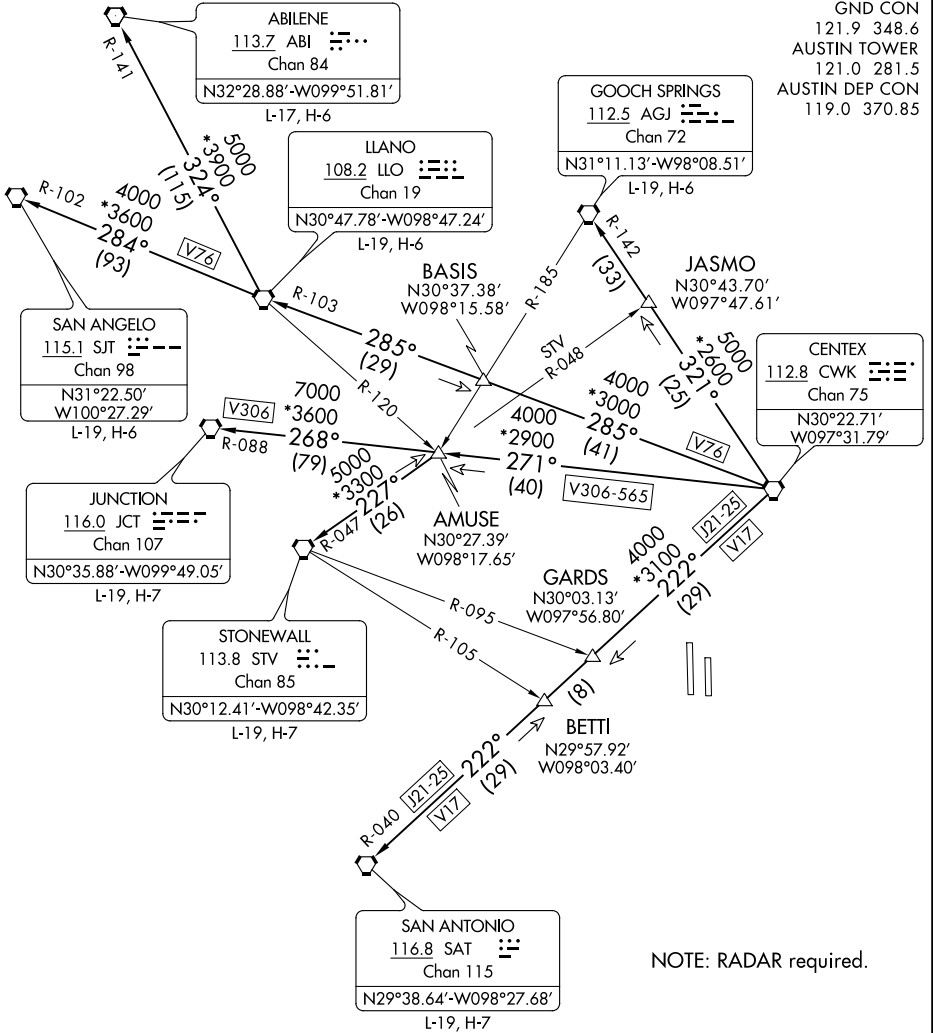 GND CON
121.9 348.6
AUSTIN TOWER
121.0 281.5
AUSTIN DEP CON
119.0 370.85
ABILENE
113.7 ABI
Chan 84
N32°28.88'-W099°51.81'
L-17, H-6
GOOCH SPRINGS
112.5 AGJ
Chan 72
N31°11.13'-W98°08.51'
L-19, H-6
LLANO
108.2 LLO
Chan 19
N30°47.78'-W098°47.24'
L-19, H-6
R-141
5000
*3900
324°
(115)
R-102
4000
*3600
284°
(93)
V76
R-103
BASIS
N30°37.38'
W098°15.58'
R-185
R-142
(33)
JASMO
N30°43.70'
W097°47.61'
SAN ANGELO
115.1 SJT
Chan 98
N31°22.50'
W100°27.29'
L-19, H-6
285°
(29)
R-120
STV
R-048
5000
*2600
321°
(25)
CENTEX
112.8 CWK
Chan 75
N30°22.71'
W097°31.79'
4000
*3000
285°
(41)
V76
V306
R-088
7000
*3600
268°
(79)
4000
*2900
271°
(40)
V306-565
JUNCTION
116.0 JCT
Chan 107
N30°35.88'-W099°49.05'
L-19, H-7
5000
*3300
227°
(26)
R-047
AMUSE
N30°27.39'
W098°17.65'
J21-25
V17
4000
*3100
222°
(29)
GARDS
N30°03.13'
W097°56.80'
R-095
R-105
STONEWALL
113.8 STV
Chan 85
N30°12.41'-W098°42.35'
L-19, H-7
(8)
BETTI
N29°57.92'
W098°03.40'
222°
(29)
J21-25
V17
R-040
SAN ANTONIO
116.8 SAT
Chan 115
N29°38.64'-W098°27.68'
L-19, H-7
NOTE: RADAR required.